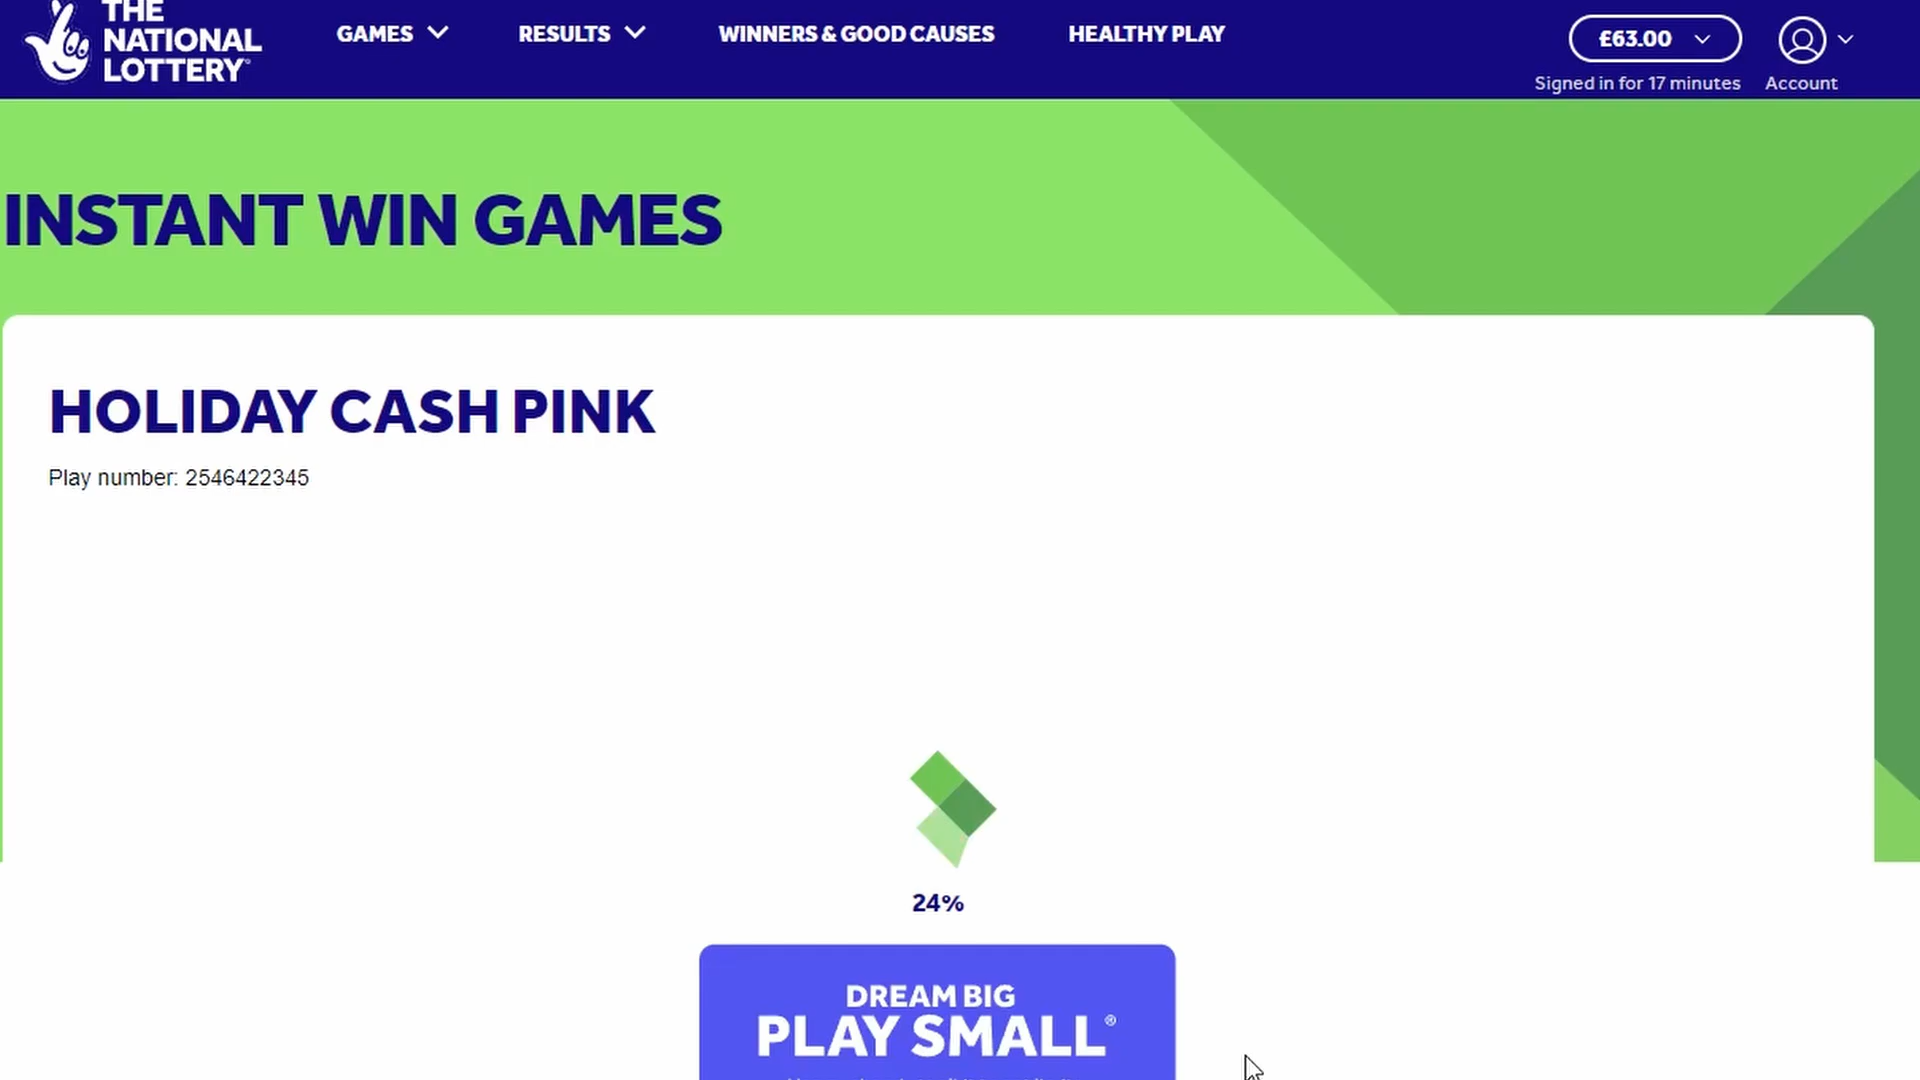 THE
NATIONAL
LOTTERY®
GAMES
RESULTS
WINNERS & GOOD CAUSES
HEALTHY PLAY
£63.00
Signed in for 17 minutes
Account
INSTANT WIN GAMES
HOLIDAY CASH PINK
Play number: 2546422345
24%
DREAM BIG
PLAY SMALL®